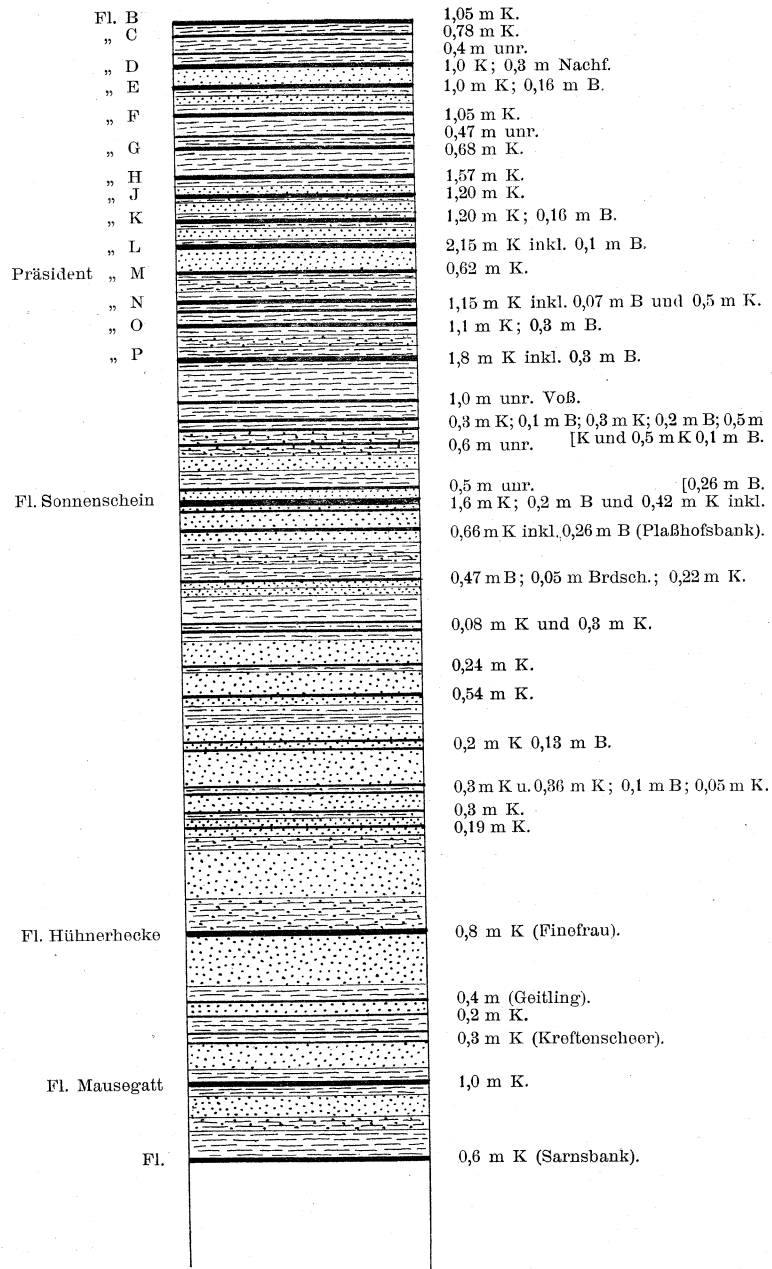 Fl. B 1,05 m K.
„ C 0,78 m K.
0,4 m unr.
„ D 1,0 K; 0,3 m Nachf.
„ E 1,0 m K; 0,16 m B.
„ F 1,05 m K.
0,47 m unr.
„ G 0,68 m K.
„ H 1,57 m K.
„ J 1,20 m K.
„ K 1,20 m K; 0,16 m B.
„ L 2,15 m K inkl. 0,1 m B.
Präsident „ M 0,62 m K.
„ N 1,15 m K inkl. 0,07 m B und 0,5 m K.
„ O 1,1 m K; 0,3 m B.
„ P 1,8 m K inkl. 0,3 m B.
1,0 m unr. Voß.
0,3 m K; 0,1 m B; 0,3 m K; 0,2 m B; 0,5 m
0,6 m unr. [K und 0,5 m K 0,1 m B.
0,5 m unr. [0,26 m B.
Fl. Sonnenschein 1,6 m K; 0,2 m B und 0,42 m K inkl.
0,66 m K inkl. 0,26 m B (Plaßhofsbank).
0,47 m B; 0,05 m Brdsch.; 0,22 m K.
0,08 m K und 0,3 m K.
0,24 m K.
0,54 m K.
0,2 m K 0,13 m B.
0,3 m K u. 0,36 m K; 0,1 m B; 0,05 m K.
0,3 m K.
0,19 m K.
Fl. Hühnerhecke 0,8 m K (Finefrau).
0,4 m (Geitling).
0,2 m K.
0,3 m K (Kreftenscheer).
Fl. Mausegatt 1,0 m K.
Fl. 0,6 m K (Sarnsbank).